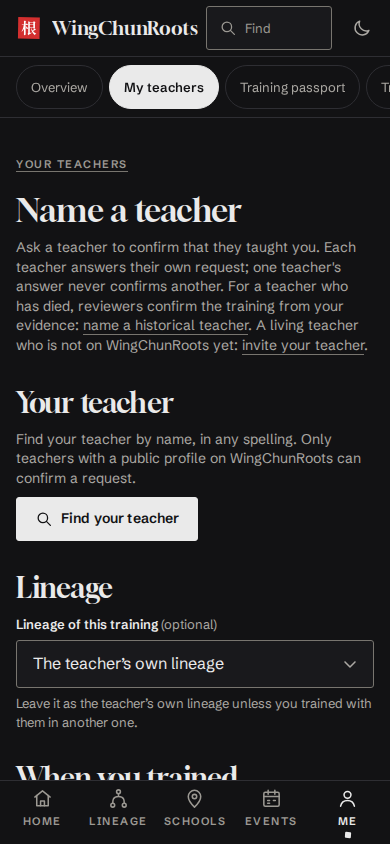 根 WingChunRoots Find
Overview My teachers Training passport Tr
YOUR TEACHERS
Name a teacher
Ask a teacher to confirm that they taught you. Each
teacher answers their own request; one teacher's
answer never confirms another. For a teacher who
has died, reviewers confirm the training from your
evidence: name a historical teacher. A living teacher
who is not on WingChunRoots yet: invite your teacher.
Your teacher
Find your teacher by name, in any spelling. Only
teachers with a public profile on WingChunRoots can
confirm a request.
Find your teacher
Lineage
Lineage of this training (optional)
The teacher’s own lineage
Leave it as the teacher’s own lineage unless you trained with
them in another one.
When you trained
HOME LINEAGE SCHOOLS EVENTS ME